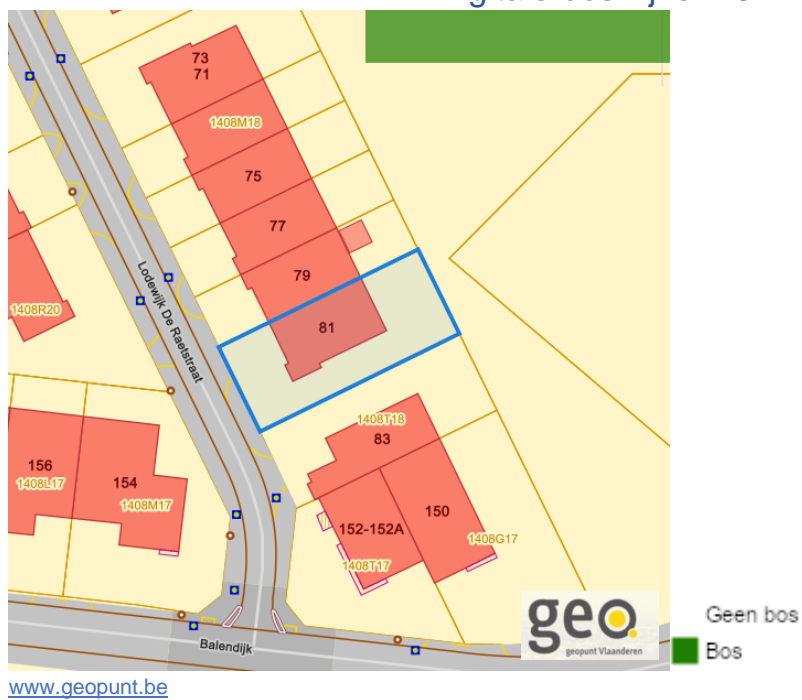 73
71
1408M18
75
77
79
81
Lodewijk De Raetstraat
1408R20
1408T18
83
156
1408L17
154
1408M17
152-152A
150
1408G17
1408T17
Balendijk
geo
geopunt Vlaanderen
Geen bos
Bos
www.geopunt.be